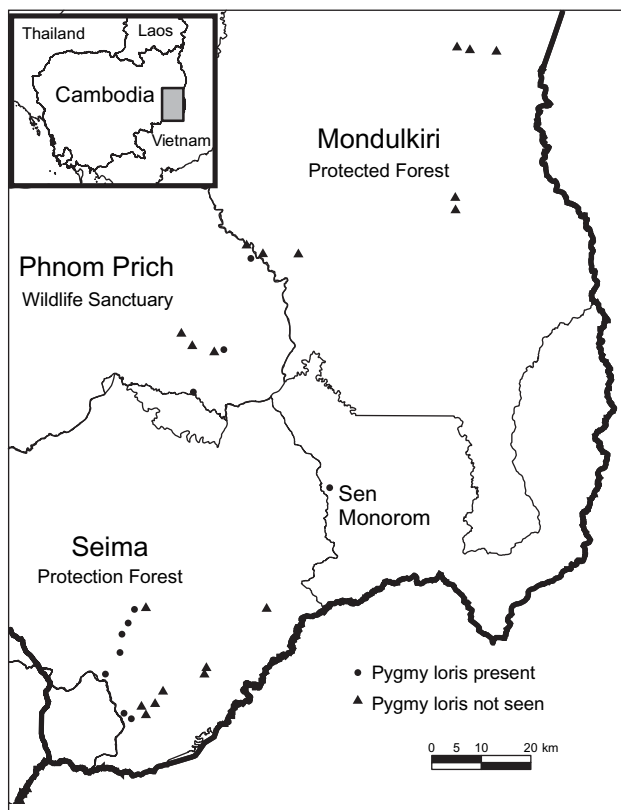 Thailand
Laos
Cambodia
Vietnam
Mondulkiri
Protected Forest
Phnom Prich
Wildlife Sanctuary
Sen
Monorom
Seima
Protection Forest
Pygmy loris present
Pygmy loris not seen
0 5 10 20 km